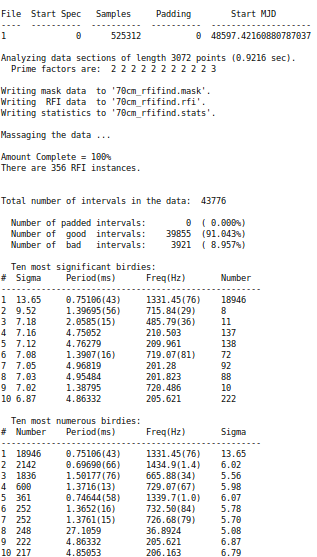 File  Start Spec   Samples     Padding        Start MJD
----  ----------  ----------  ----------  --------------------
1              0      525312           0  48597.42160880787037
Analyzing data sections of length 3072 points (0.9216 sec).
  Prime factors are:  2 2 2 2 2 2 2 2 2 2 3
Writing mask data  to '70cm_rfifind.mask'.
Writing  RFI data  to '70cm_rfifind.rfi'.
Writing statistics to '70cm_rfifind.stats'.
Massaging the data ...
Amount Complete = 100%
There are 356 RFI instances.
Total number of intervals in the data:  43776
  Number of padded intervals:        0  ( 0.000%)
  Number of  good  intervals:    39855  (91.043%)
  Number of  bad   intervals:     3921  ( 8.957%)
  Ten most significant birdies:
#  Sigma     Period(ms)      Freq(Hz)       Number
----------------------------------------------------
1  13.65     0.75106(43)     1331.45(76)    18946
2  9.52      1.39695(56)     715.84(29)     8
3  7.18      2.0585(15)      485.79(36)     11
4  7.16      4.75052         210.503        137
5  7.12      4.76279         209.961        138
6  7.08      1.3907(16)      719.07(81)     72
7  7.05      4.96819         201.28         92
8  7.03      4.95484         201.823        88
9  7.02      1.38795         720.486        10
10 6.87      4.86332         205.621        222
  Ten most numerous birdies:
#  Number    Period(ms)      Freq(Hz)       Sigma
----------------------------------------------------
1  18946     0.75106(43)     1331.45(76)    13.65
2  2142      0.69690(66)     1434.9(1.4)    6.02
3  1836      1.50177(76)     665.88(34)     5.56
4  600       1.3716(13)      729.07(67)     5.98
5  361       0.74644(58)     1339.7(1.0)    6.07
6  252       1.3652(16)      732.50(84)     5.78
7  252       1.3761(15)      726.68(79)     5.70
8  248       27.1059         36.8924        5.08
9  222       4.86332         205.621        6.87
10 217       4.85053         206.163        6.79